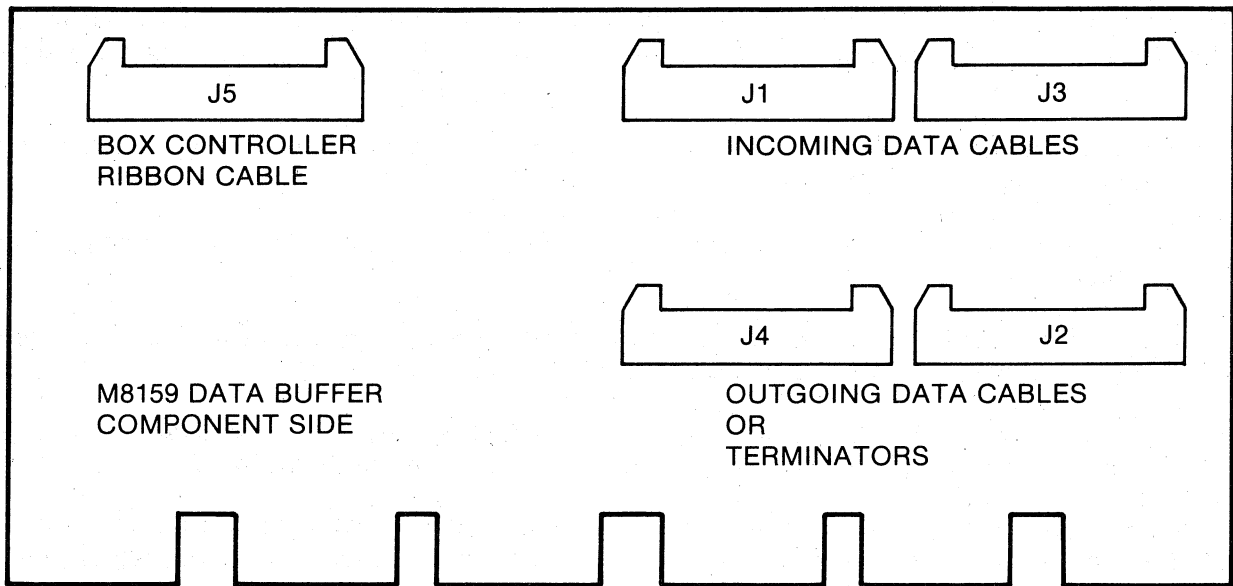 J5
BOX CONTROLLER
RIBBON CABLE
J1
J3
INCOMING DATA CABLES
J4
J2
OUTGOING DATA CABLES
OR
TERMINATORS
M8159 DATA BUFFER
COMPONENT SIDE